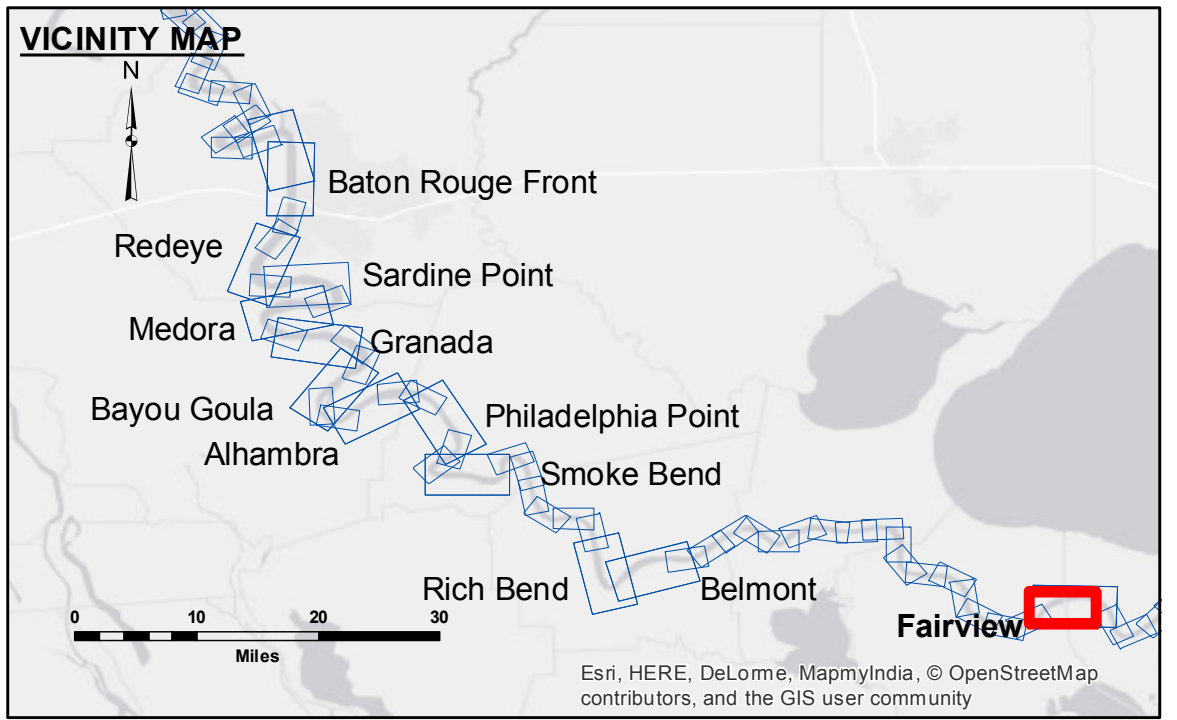 VICINITY MAP
N
Baton Rouge Front
Redeye
Sardine Point
Medora
Granada
Bayou Goula
Philadelphia Point
Alhambra
Smoke Bend
Rich Bend
Belmont
Fairview
0 10 20 30
Miles
Esri, HERE, DeLorme, MapmyIndia, © OpenStreetMap
contributors, and the GIS user community